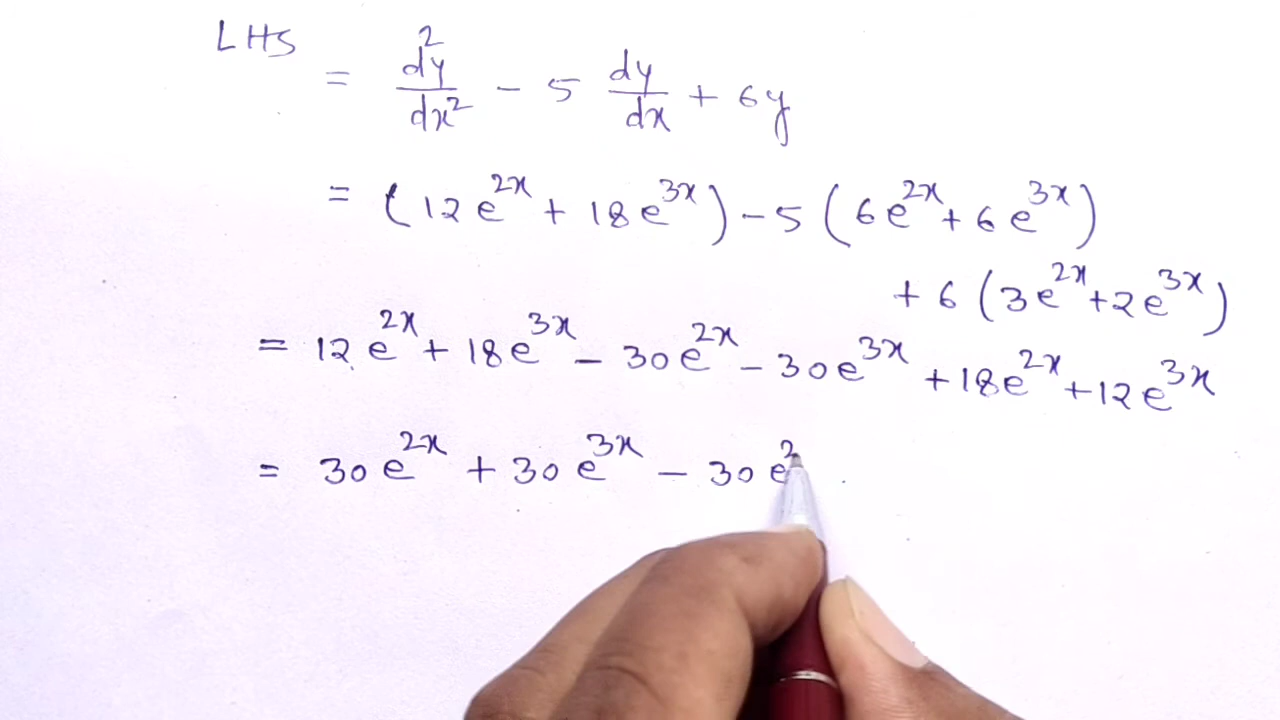 LHS
= d²y/dx² - 5 dy/dx + 6y
= (12e^2x + 18e^3x) - 5 (6e^2x + 6e^3x)
+ 6 (3e^2x + 2e^3x)
= 12e^2x + 18e^3x - 30e^2x - 30e^3x + 18e^2x + 12e^3x
= 30e^2x + 30e^3x - 30e^2